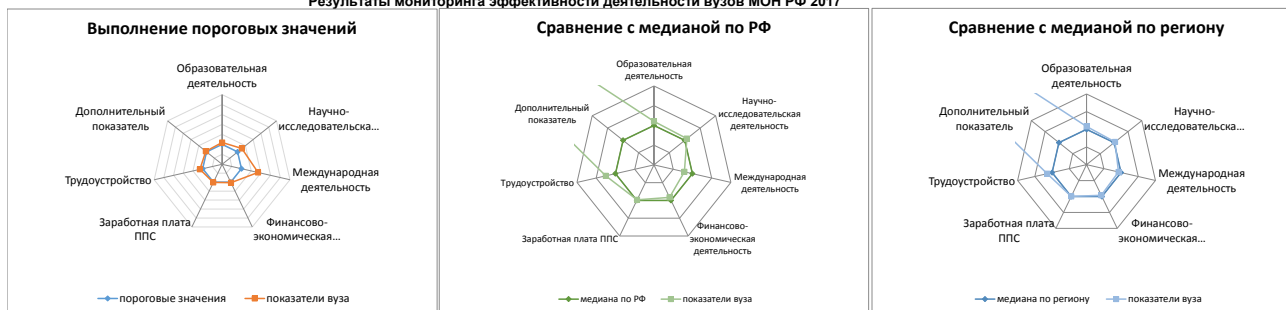 Результаты мониторинга эффективности деятельности вузов МОН РФ 2017
Выполнение пороговых значений
Образовательная
деятельность
Научно-
исследовательска…
Международная
деятельность
Финансово-
экономическая…
Заработная плата
ППС
Трудоустройство
Дополнительный
показатель
пороговые значения
показатели вуза
Сравнение с медианой по РФ
Образовательная
деятельность
Научно-
исследовательская
деятельность
Международная
деятельность
Финансово-
экономическая
деятельность
Заработная плата ППС
Трудоустройство
Дополнительный
показатель
медиана по РФ
показатели вуза
Сравнение с медианой по региону
Образовательная
деятельность
Научно-
исследовательска…
Международная
деятельность
Финансово-
экономическая…
Заработная плата
ППС
Трудоустройство
Дополнительный
показатель
медиана по региону
показатели вуза